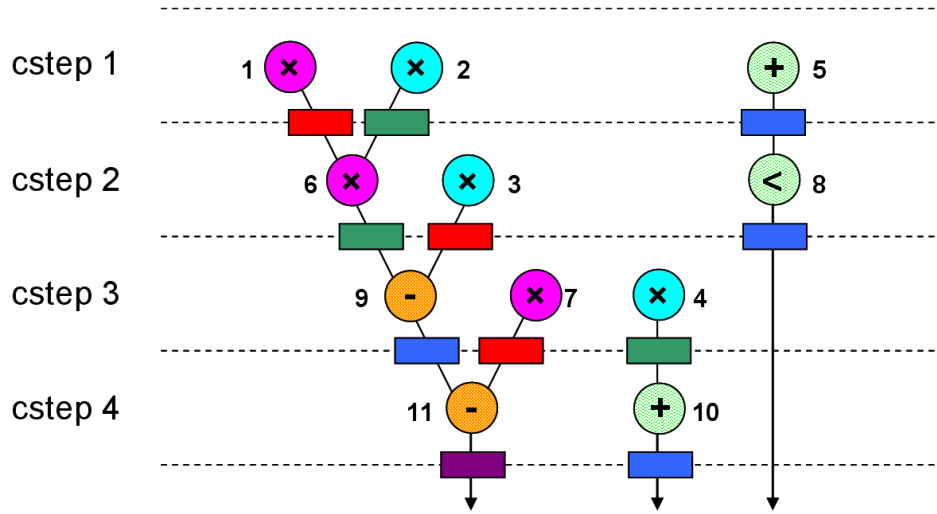 cstep 1
1 × × 2 + 5
cstep 2
6 × × 3 < 8
cstep 3
9 - × 7 × 4
cstep 4
11 - + 10